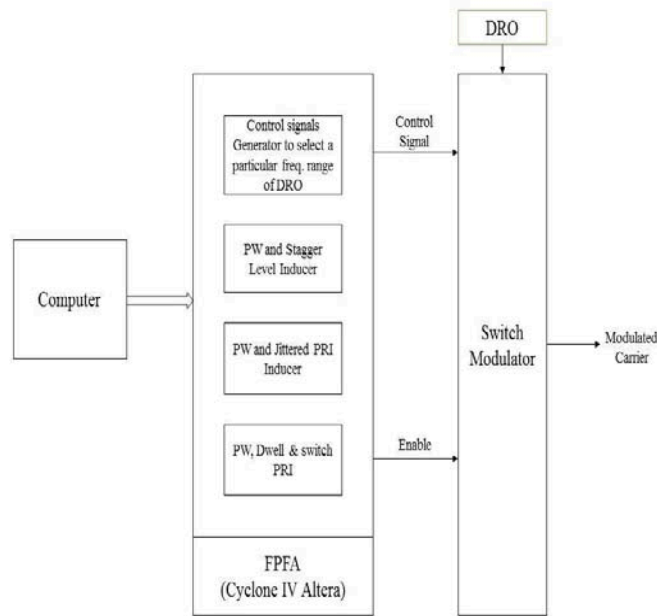 DRO
Control signals
Generator to select a
particular freq. range
of DRO
Control
Signal
PW and Stagger
Level Inducer
Computer
PW and Jittered PRI
Inducer
Switch
Modulator
Modulated
Carrier
PW, Dwell & switch
PRI
Enable
FPFA
(Cyclone IV Altera)